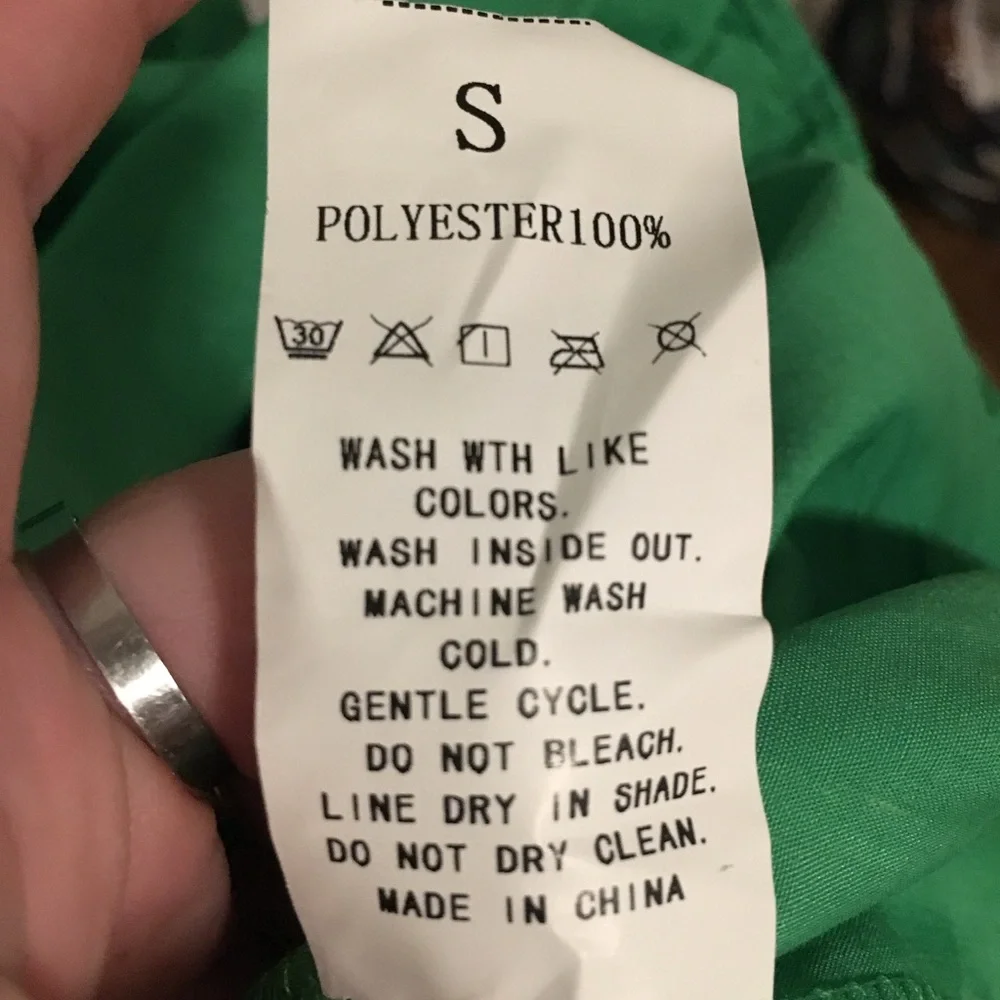 S
POLYESTER100%
30
WASH WTH LIKE
COLORS.
WASH INSIDE OUT.
MACHINE WASH
COLD.
GENTLE CYCLE.
DO NOT BLEACH.
LINE DRY IN SHADE.
DO NOT DRY CLEAN.
MADE IN CHINA